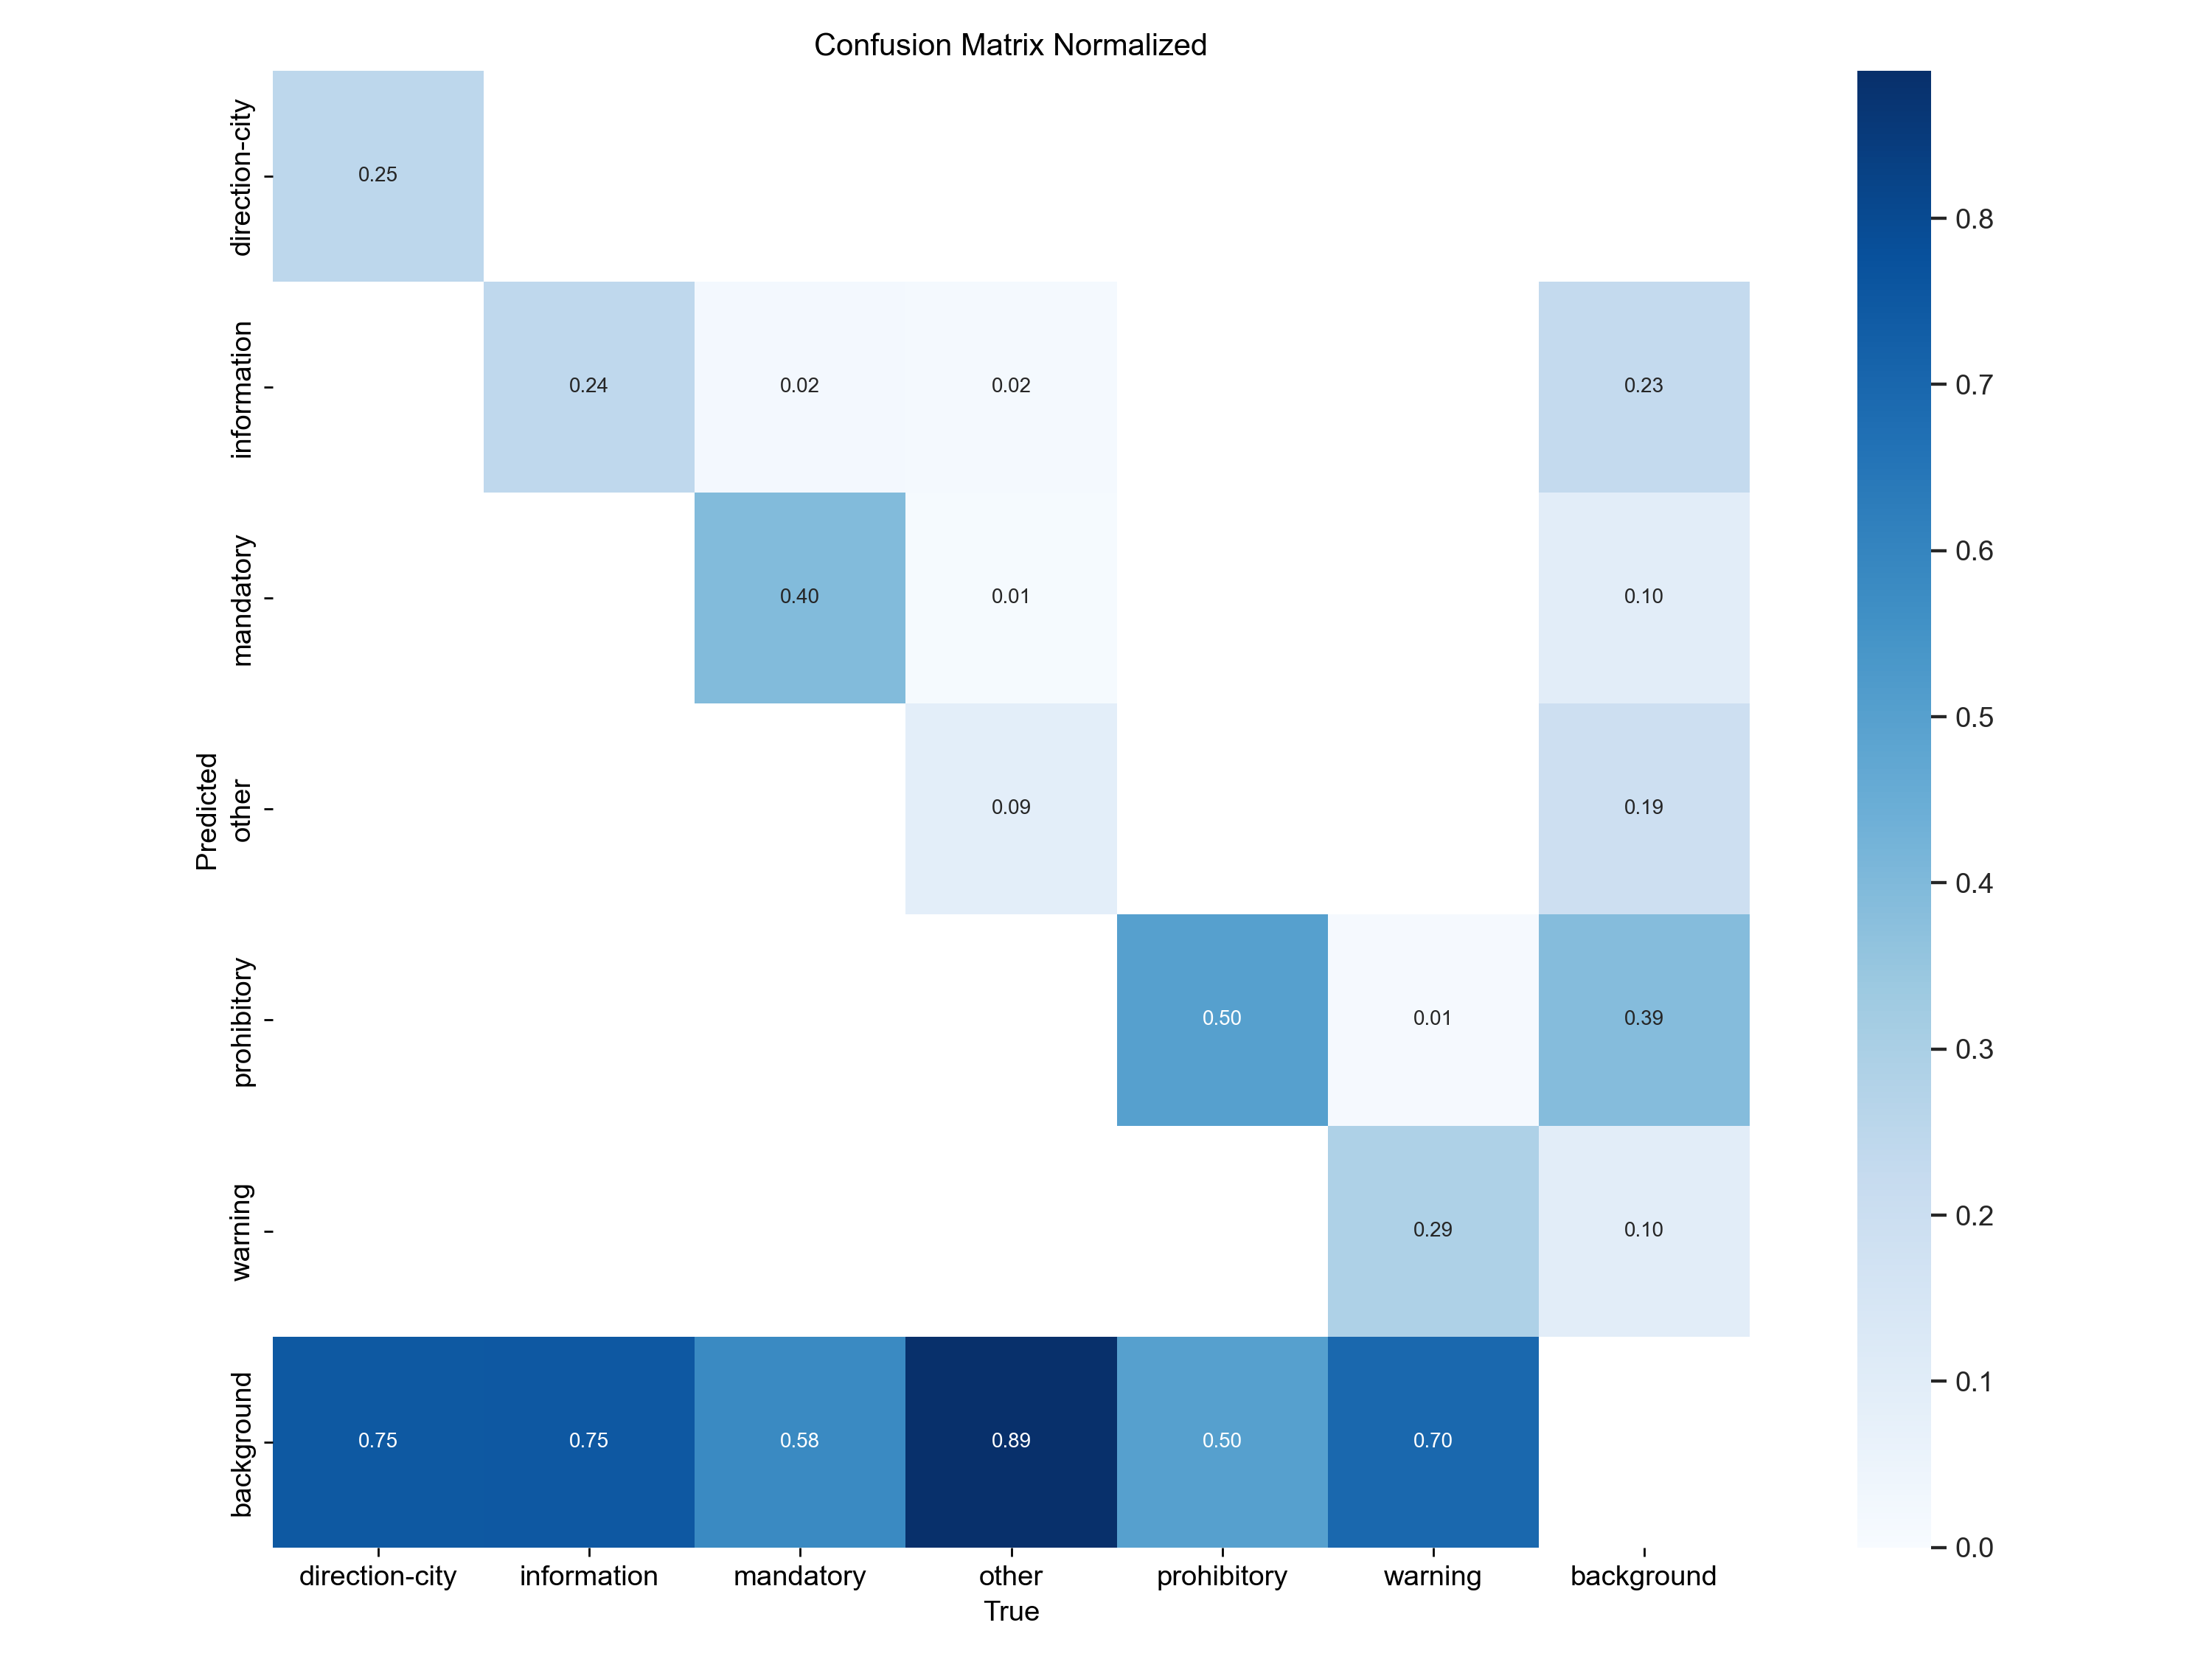 Confusion Matrix Normalized
direction-city
0.25
information
0.24 0.02 0.02 0.23
mandatory
0.40 0.01 0.10
other
0.09 0.19
prohibitory
0.50 0.01 0.39
warning
0.29 0.10
background
0.75 0.75 0.58 0.89 0.50 0.70
Predicted
direction-city information mandatory other prohibitory warning background
True
0.8
0.7
0.6
0.5
0.4
0.3
0.2
0.1
0.0